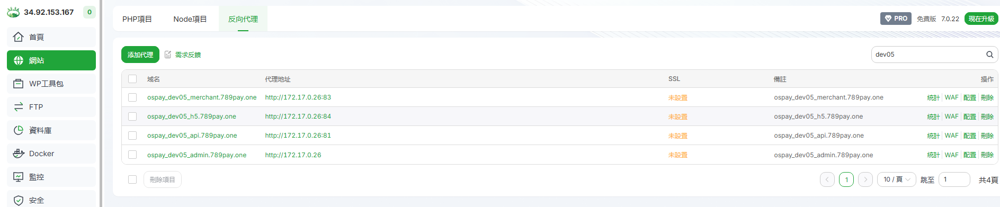 34.92.153.167 0
首頁
網站
WP工具包
FTP
資料庫
Docker
監控
安全
PHP項目 Node項目 反向代理
PRO 免費版 7.0.22 現在升級
添加代理 需求反饋 dev05
域名 代理地址 SSL 備註 操作
ospay_dev05_merchant.789pay.one http://172.17.0.26:83 未設置 ospay_dev05_merchant.789pay.one 統計 WAF 配置 刪除
ospay_dev05_h5.789pay.one http://172.17.0.26:84 未設置 ospay_dev05_h5.789pay.one 統計 WAF 配置 刪除
ospay_dev05_api.789pay.one http://172.17.0.26:81 未設置 ospay_dev05_api.789pay.one 統計 WAF 配置 刪除
ospay_dev05_admin.789pay.one http://172.17.0.26 未設置 ospay_dev05_admin.789pay.one 統計 WAF 配置 刪除
刪除項目 1 10 / 頁 跳至 1 共4頁